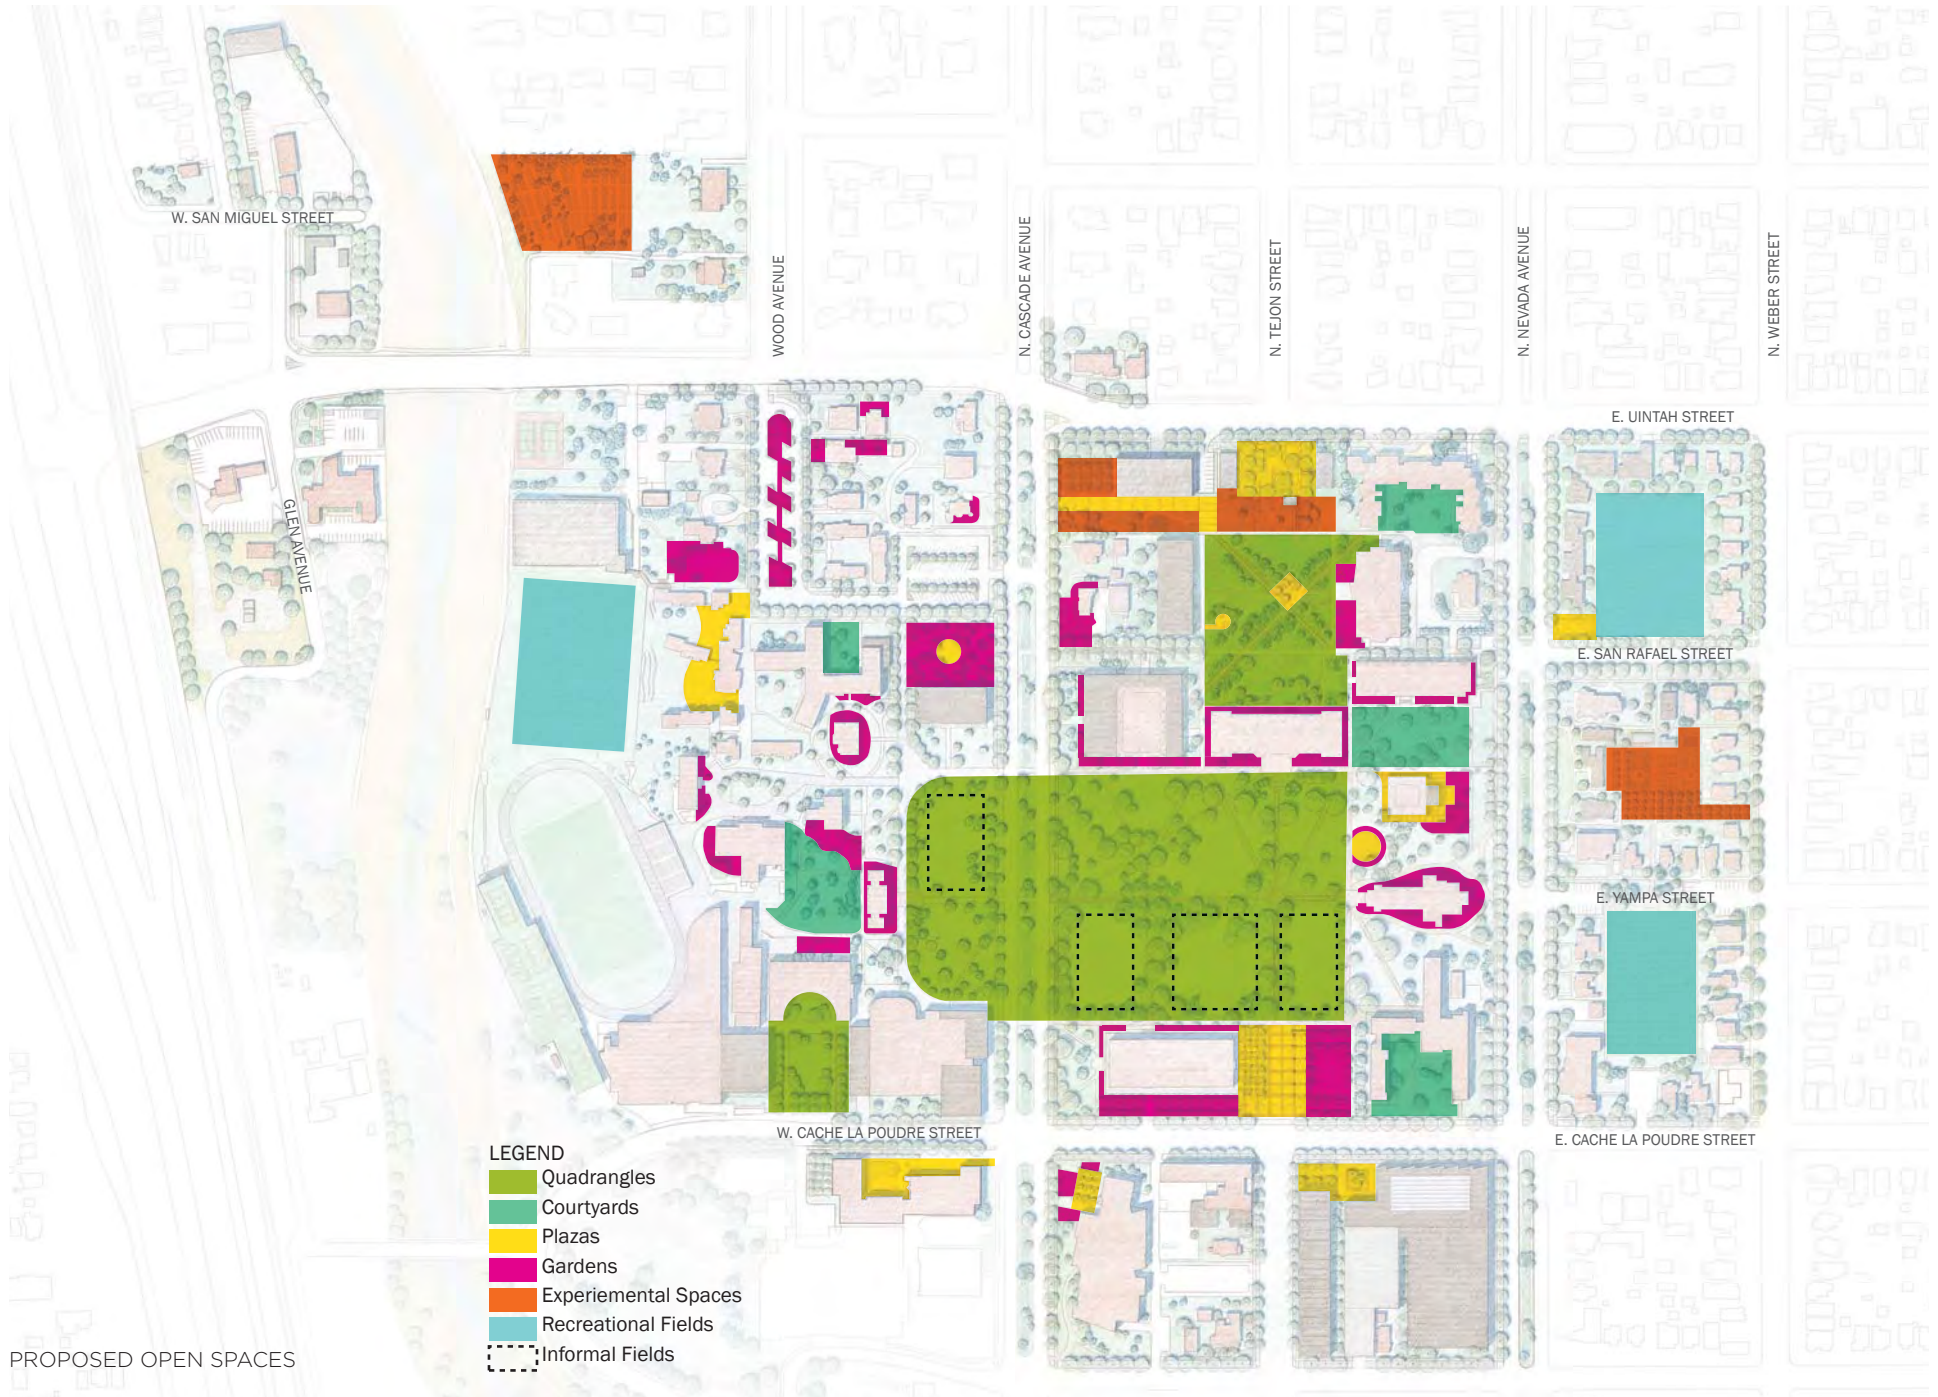 W. SAN MIGUEL STREET
WOOD AVENUE
N. CASCADE AVENUE
N. TEJON STREET
N. NEVADA AVENUE
N. WEBER STREET
E. UINTAH STREET
GLEN AVENUE
E. SAN RAFAEL STREET
E. YAMPA STREET
W. CACHE LA POUDRE STREET
E. CACHE LA POUDRE STREET
LEGEND
Quadrangles
Courtyards
Plazas
Gardens
Experiemental Spaces
Recreational Fields
Informal Fields
PROPOSED OPEN SPACES